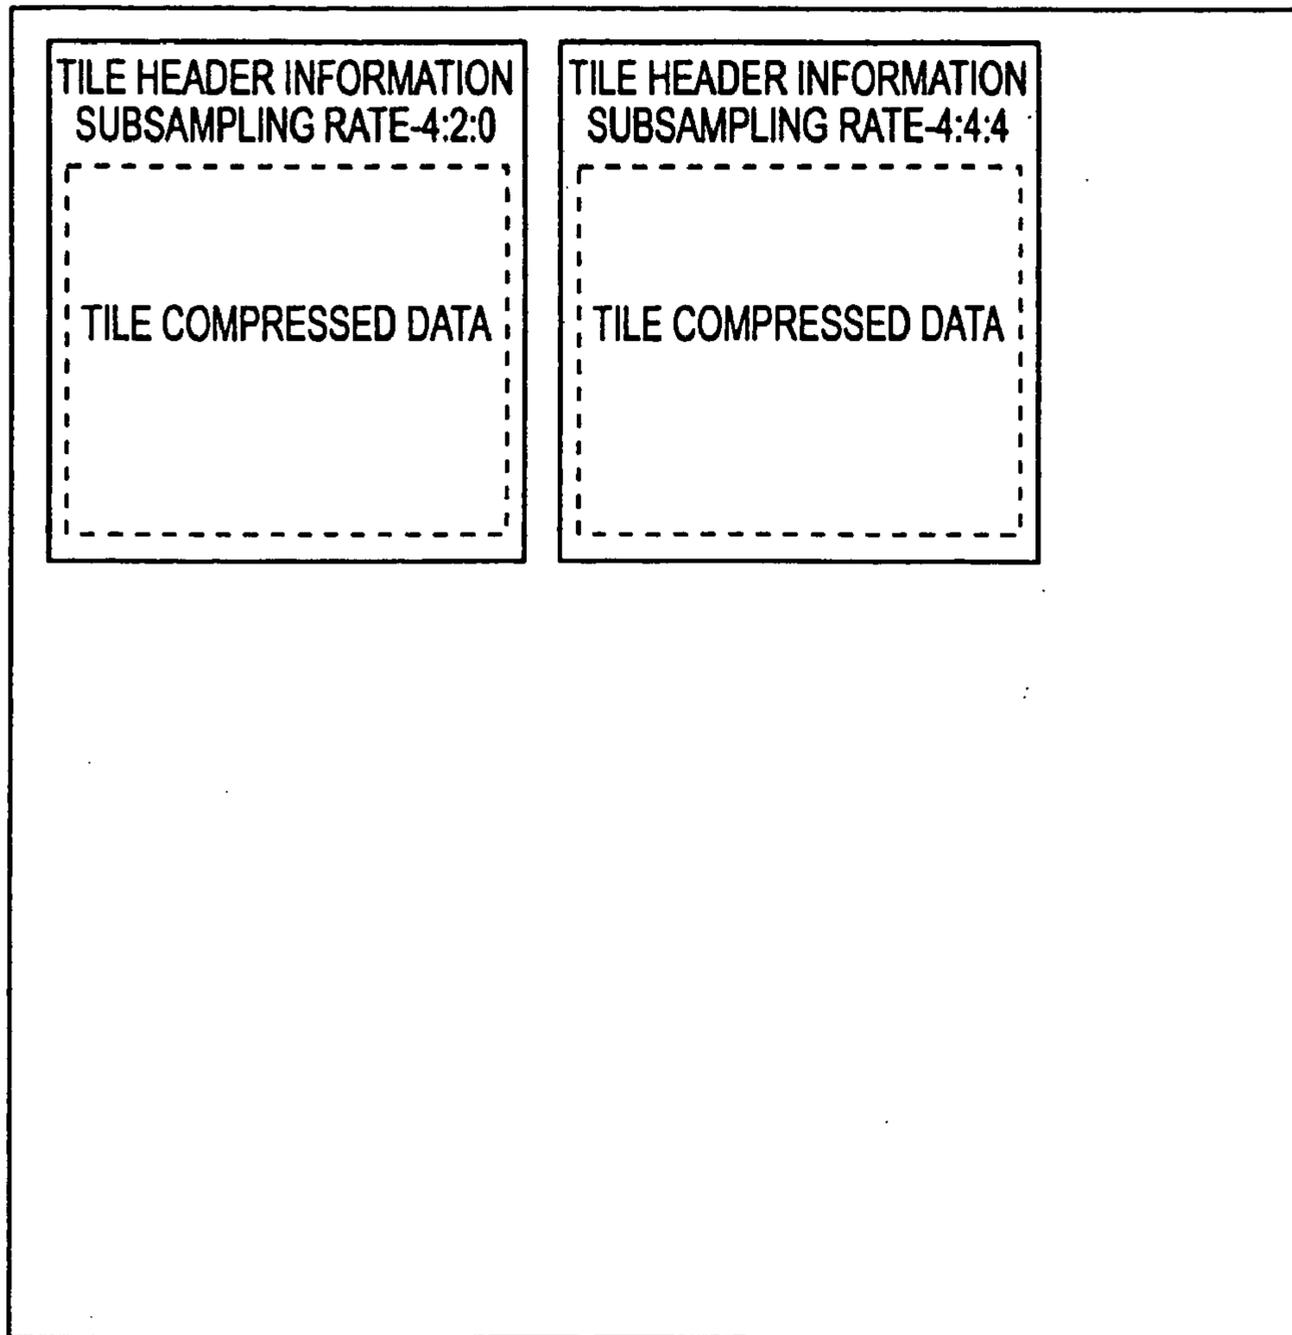 TILE HEADER INFORMATION
SUBSAMPLING RATE-4:2:0
TILE COMPRESSED DATA
TILE HEADER INFORMATION
SUBSAMPLING RATE-4:4:4
TILE COMPRESSED DATA